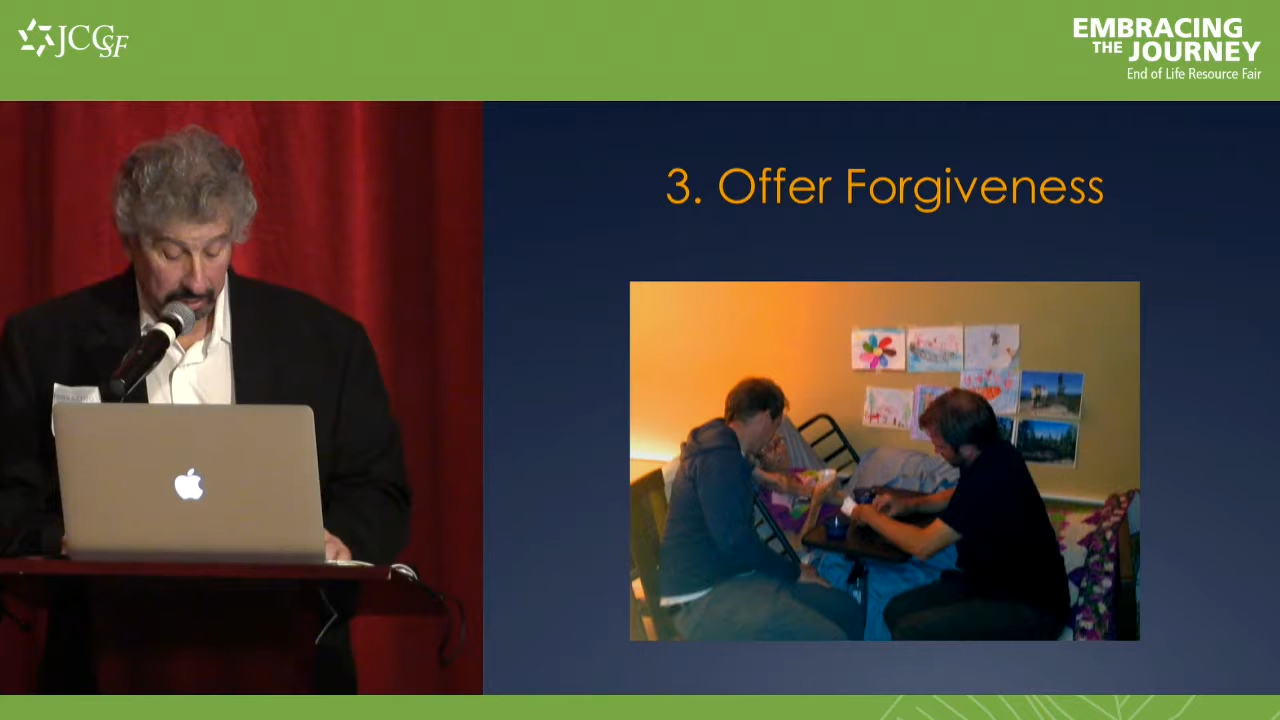 JCCSF
EMBRACING
THE JOURNEY
End of Life Resource Fair
3. Offer Forgiveness